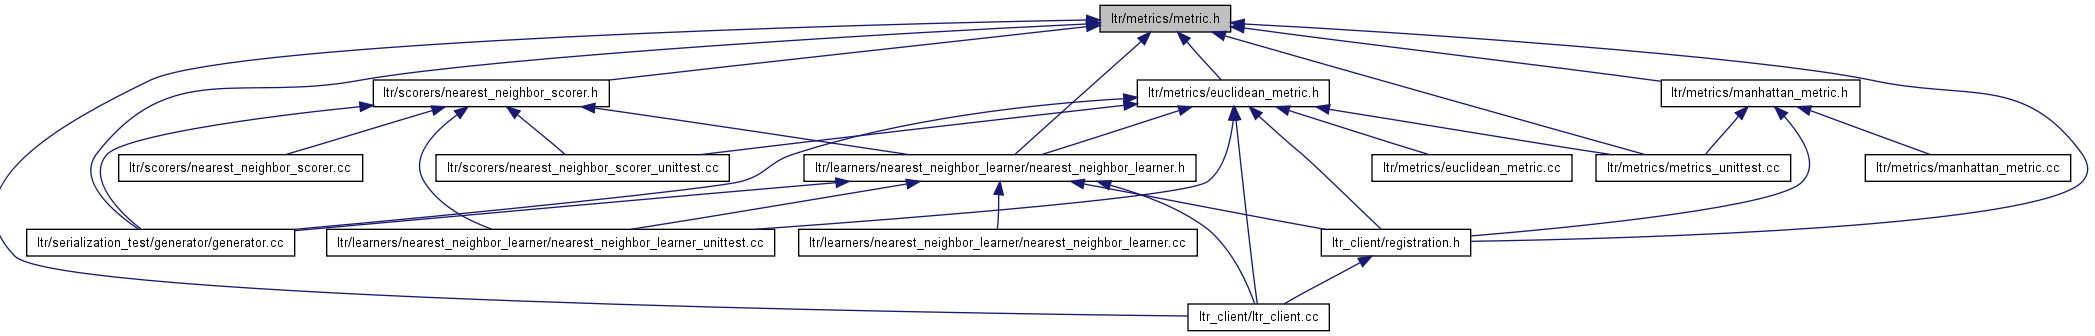 ltr/metrics/metric.h
ltr/scorers/nearest_neighbor_scorer.h
ltr/metrics/euclidean_metric.h
ltr/metrics/manhattan_metric.h
ltr/scorers/nearest_neighbor_scorer.cc
ltr/scorers/nearest_neighbor_scorer_unittest.cc
ltr/learners/nearest_neighbor_learner/nearest_neighbor_learner.h
ltr/metrics/euclidean_metric.cc
ltr/metrics/metrics_unittest.cc
ltr/metrics/manhattan_metric.cc
ltr/serialization_test/generator/generator.cc
ltr/learners/nearest_neighbor_learner/nearest_neighbor_learner_unittest.cc
ltr/learners/nearest_neighbor_learner/nearest_neighbor_learner.cc
ltr_client/registration.h
ltr_client/ltr_client.cc